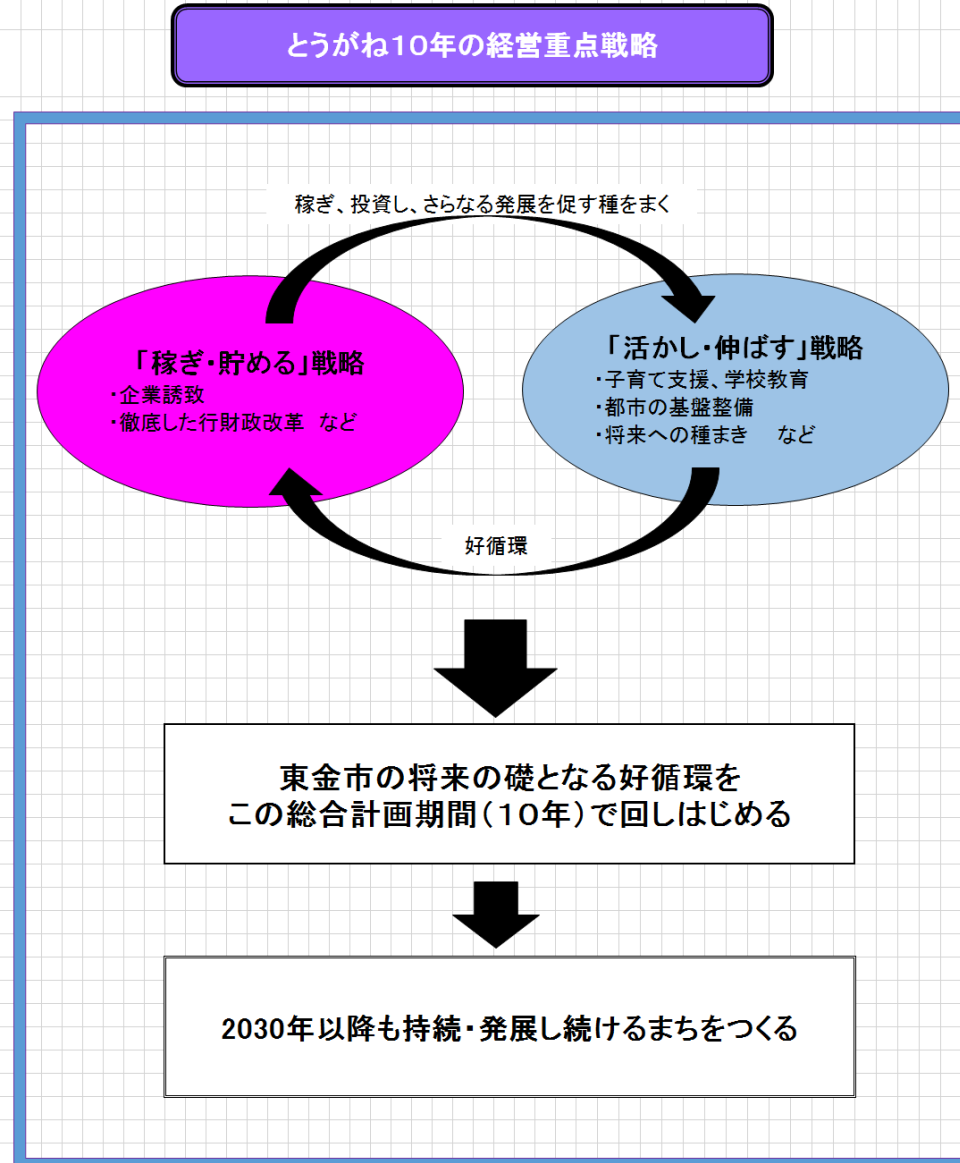 とうがね10年の経営重点戦略
稼ぎ、投資し、さらなる発展を促す種をまく
「稼ぎ・貯める」戦略
・企業誘致
・徹底した行財政改革　など
「活かし・伸ばす」戦略
・子育て支援、学校教育
・都市の基盤整備
・将来への種まき　など
好循環
東金市の将来の礎となる好循環を
この総合計画期間（１０年）で回しはじめる
2030年以降も持続・発展し続けるまちをつくる